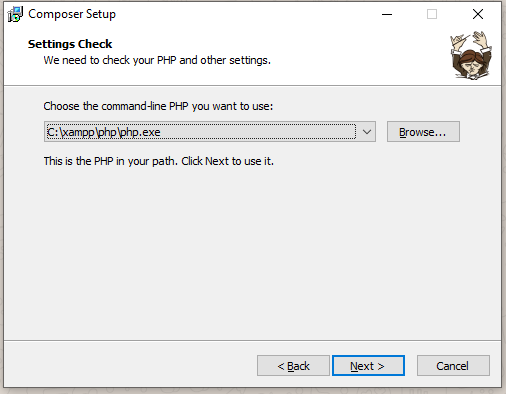 Composer Setup
Settings Check
We need to check your PHP and other settings.
Choose the command-line PHP you want to use:
C:\xampp\php\php.exe
Browse...
This is the PHP in your path. Click Next to use it.
< Back
Next >
Cancel